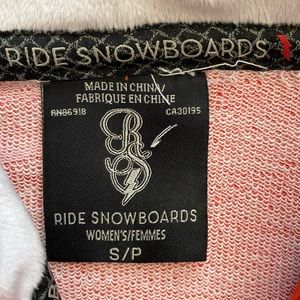 RIDE SNOWBOARDS
MADE IN CHINA/
FABRIQUE EN CHINE
RN86918 CA30195
RIDE SNOWBOARDS
WOMEN'S/FEMMES
S/P